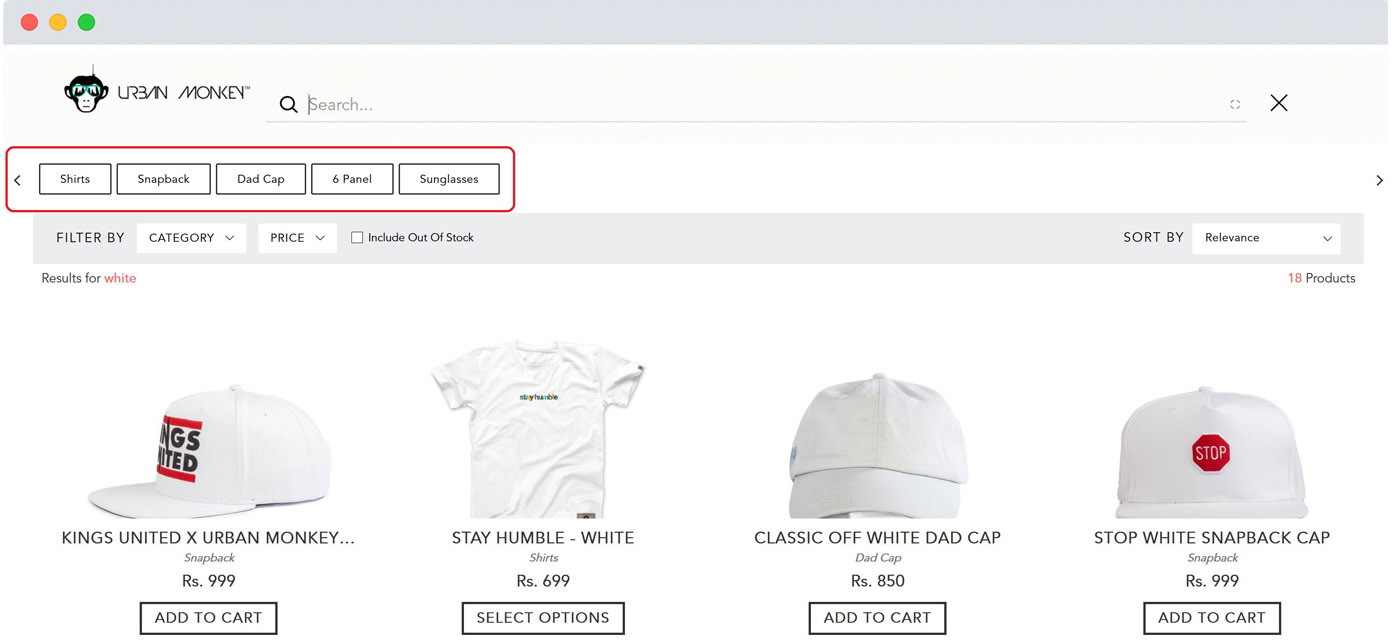 URBAN MONKEY™
Search...
Shirts
Snapback
Dad Cap
6 Panel
Sunglasses
FILTER BY
CATEGORY
PRICE
Include Out Of Stock
SORT BY
Relevance
Results for white
18 Products
NGS
ITED
stay humble
STOP
KINGS UNITED X URBAN MONKEY...
Snapback
Rs. 999
ADD TO CART
STAY HUMBLE - WHITE
Shirts
Rs. 699
SELECT OPTIONS
CLASSIC OFF WHITE DAD CAP
Dad Cap
Rs. 850
ADD TO CART
STOP WHITE SNAPBACK CAP
Snapback
Rs. 999
ADD TO CART